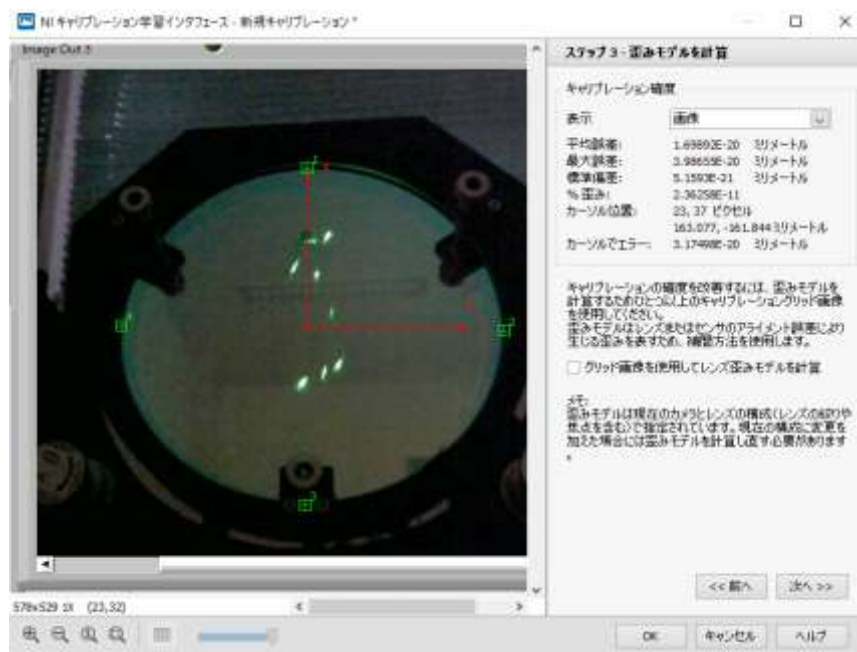 NI キャリブレーション学習インタフェース - 新規キャリブレーション *
Image Out 3
ステップ 3 - 歪みモデルを計算
キャリブレーション確度
表示 画像
平均誤差: 1.69892E-20 ミリメートル
最大誤差: 3.98655E-20 ミリメートル
標準偏差: 5.1593E-21 ミリメートル
% 歪み: 2.36258E-11
カーソル位置: 23, 37 ピクセル
163.077, -161.844 ミリメートル
カーソルでエラー: 3.17498E-20 ミリメートル
キャリブレーションの確度を改善するには、歪みモデルを
計算するためひとつ以上のキャリブレーショングリッド画像
を使用してください。
歪みモデルはレンズまたはセンサのアライメント誤差により
生じる歪みを表すため、補間方法を使用します。
グリッド画像を使用してレンズ歪みモデルを計算
メモ:
歪みモデルは現在のカメラとレンズの構成(レンズの絞りや
焦点を含む)で指定されています。現在の構成に変更を
加えた場合には歪みモデルを計算し直す必要があります
。
<< 前へ 次へ >>
578x529 1X (23,32)
OK キャンセル ヘルプ